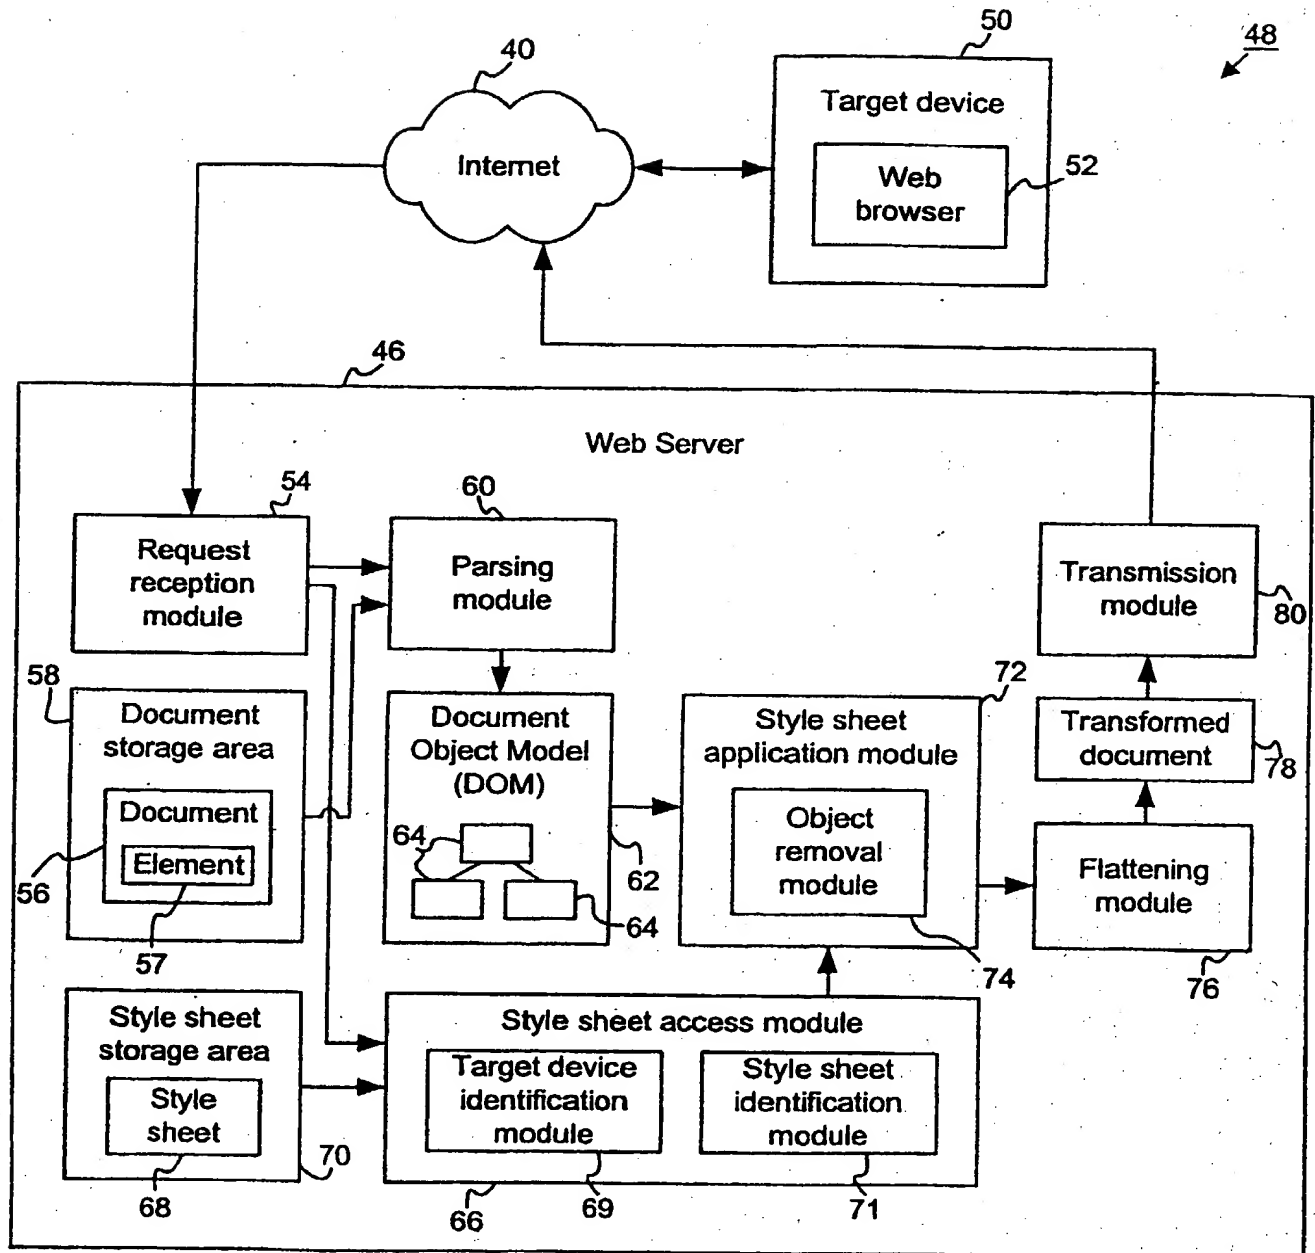 48
40
50
Internet
Target device
Web
browser
52
46
Web Server
54
Request
reception
module
60
Parsing
module
Transmission
module
80
58
Document
storage area
Document
Element
56
57
Document
Object Model
(DOM)
64
64
62
72
Style sheet
application module
Object
removal
module
74
Transformed
document
78
Flattening
module
76
Style sheet
storage area
Style
sheet
68
70
Style sheet access module
Target device
identification
module
Style sheet
identification
module
66
69
71